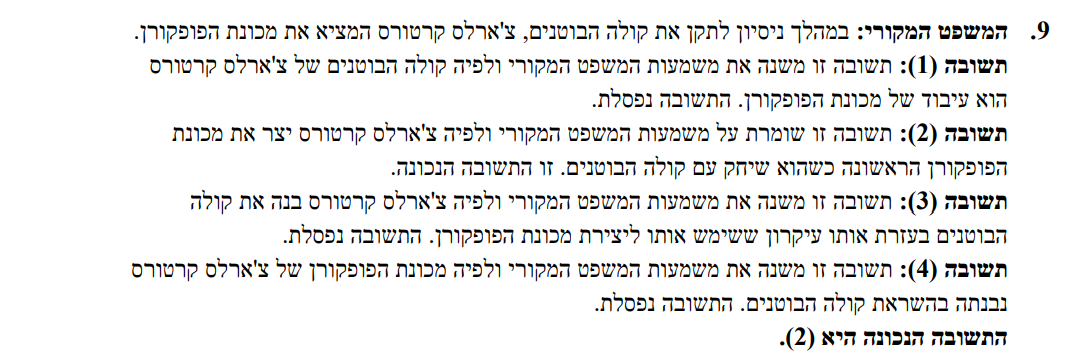 9. המשפט המקורי: במהלך ניסיון לתקן את קולה הבוטנים, צ'ארלס קרטורס המציא את מכונת הפופקורן.
תשובה (1): תשובה זו משנה את משמעות המשפט המקורי ולפיה קולה הבוטנים של צ'ארלס קרטורס
הוא עיבוד של מכונת הפופקורן. התשובה נפסלת.
תשובה (2): תשובה זו שומרת על משמעות המשפט המקורי ולפיה צ'ארלס קרטורס יצר את מכונת
הפופקורן הראשונה כשהוא שיחק עם קולה הבוטנים. זו התשובה הנכונה.
תשובה (3): תשובה זו משנה את משמעות המשפט המקורי ולפיה צ'ארלס קרטורס בנה את קולה
הבוטנים בעזרת אותו עיקרון ששימש אותו ליצירת מכונת הפופקורן. התשובה נפסלת.
תשובה (4): תשובה זו משנה את משמעות המשפט המקורי ולפיה מכונת הפופקורן של צ'ארלס קרטורס
נבנתה בהשראת קולה הבוטנים. התשובה נפסלת.
התשובה הנכונה היא (2).